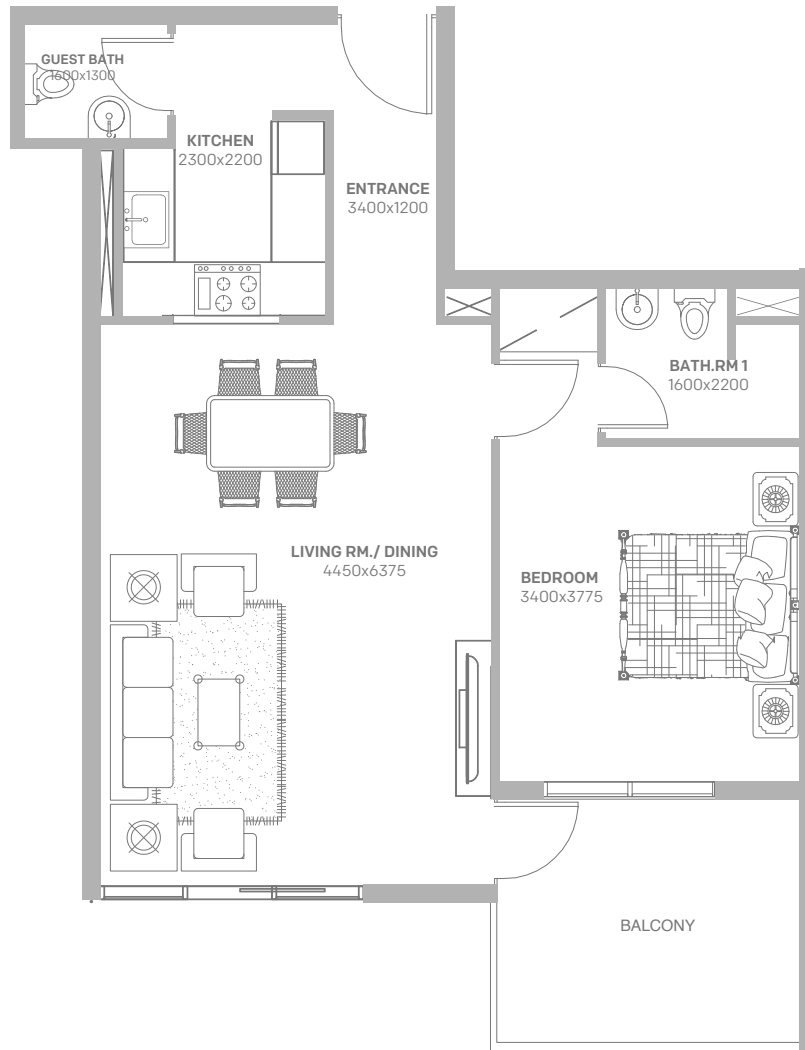 GUEST BATH
1600x1300
KITCHEN
2300x2200
ENTRANCE
3400x1200
BATH.RM 1
1600x2200
LIVING RM./ DINING
4450x6375
BEDROOM
3400x3775
BALCONY